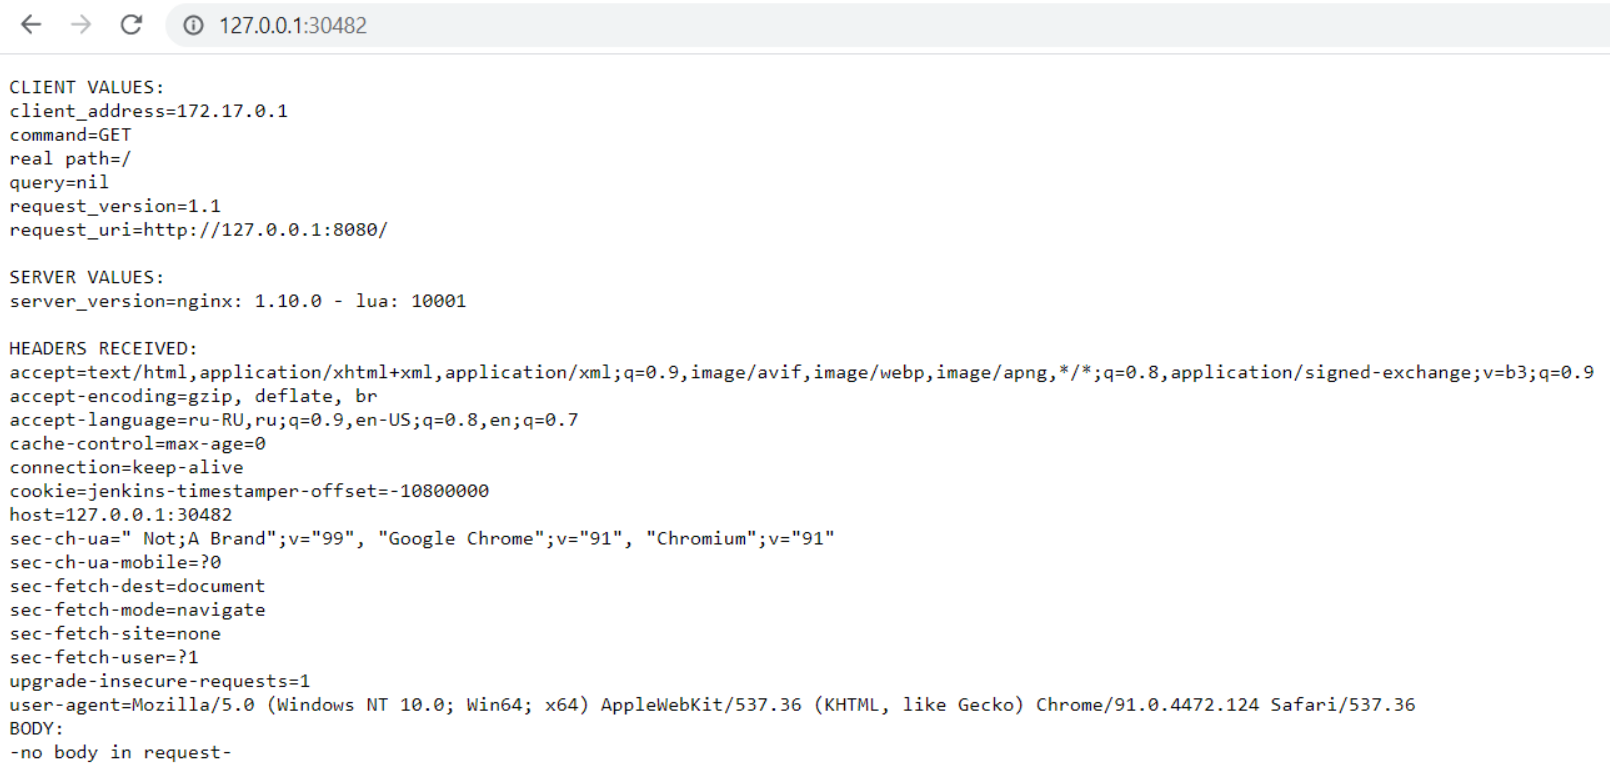 127.0.0.1:30482
CLIENT VALUES:
client_address=172.17.0.1
command=GET
real path=/
query=nil
request_version=1.1
request_uri=http://127.0.0.1:8080/
SERVER VALUES:
server_version=nginx: 1.10.0 - lua: 10001
HEADERS RECEIVED:
accept=text/html,application/xhtml+xml,application/xml;q=0.9,image/avif,image/webp,image/apng,*/*;q=0.8,application/signed-exchange;v=b3;q=0.9
accept-encoding=gzip, deflate, br
accept-language=ru-RU,ru;q=0.9,en-US;q=0.8,en;q=0.7
cache-control=max-age=0
connection=keep-alive
cookie=jenkins-timestamper-offset=-10800000
host=127.0.0.1:30482
sec-ch-ua=" Not;A Brand";v="99", "Google Chrome";v="91", "Chromium";v="91"
sec-ch-ua-mobile=?0
sec-fetch-dest=document
sec-fetch-mode=navigate
sec-fetch-site=none
sec-fetch-user=?1
upgrade-insecure-requests=1
user-agent=Mozilla/5.0 (Windows NT 10.0; Win64; x64) AppleWebKit/537.36 (KHTML, like Gecko) Chrome/91.0.4472.124 Safari/537.36
BODY:
-no body in request-